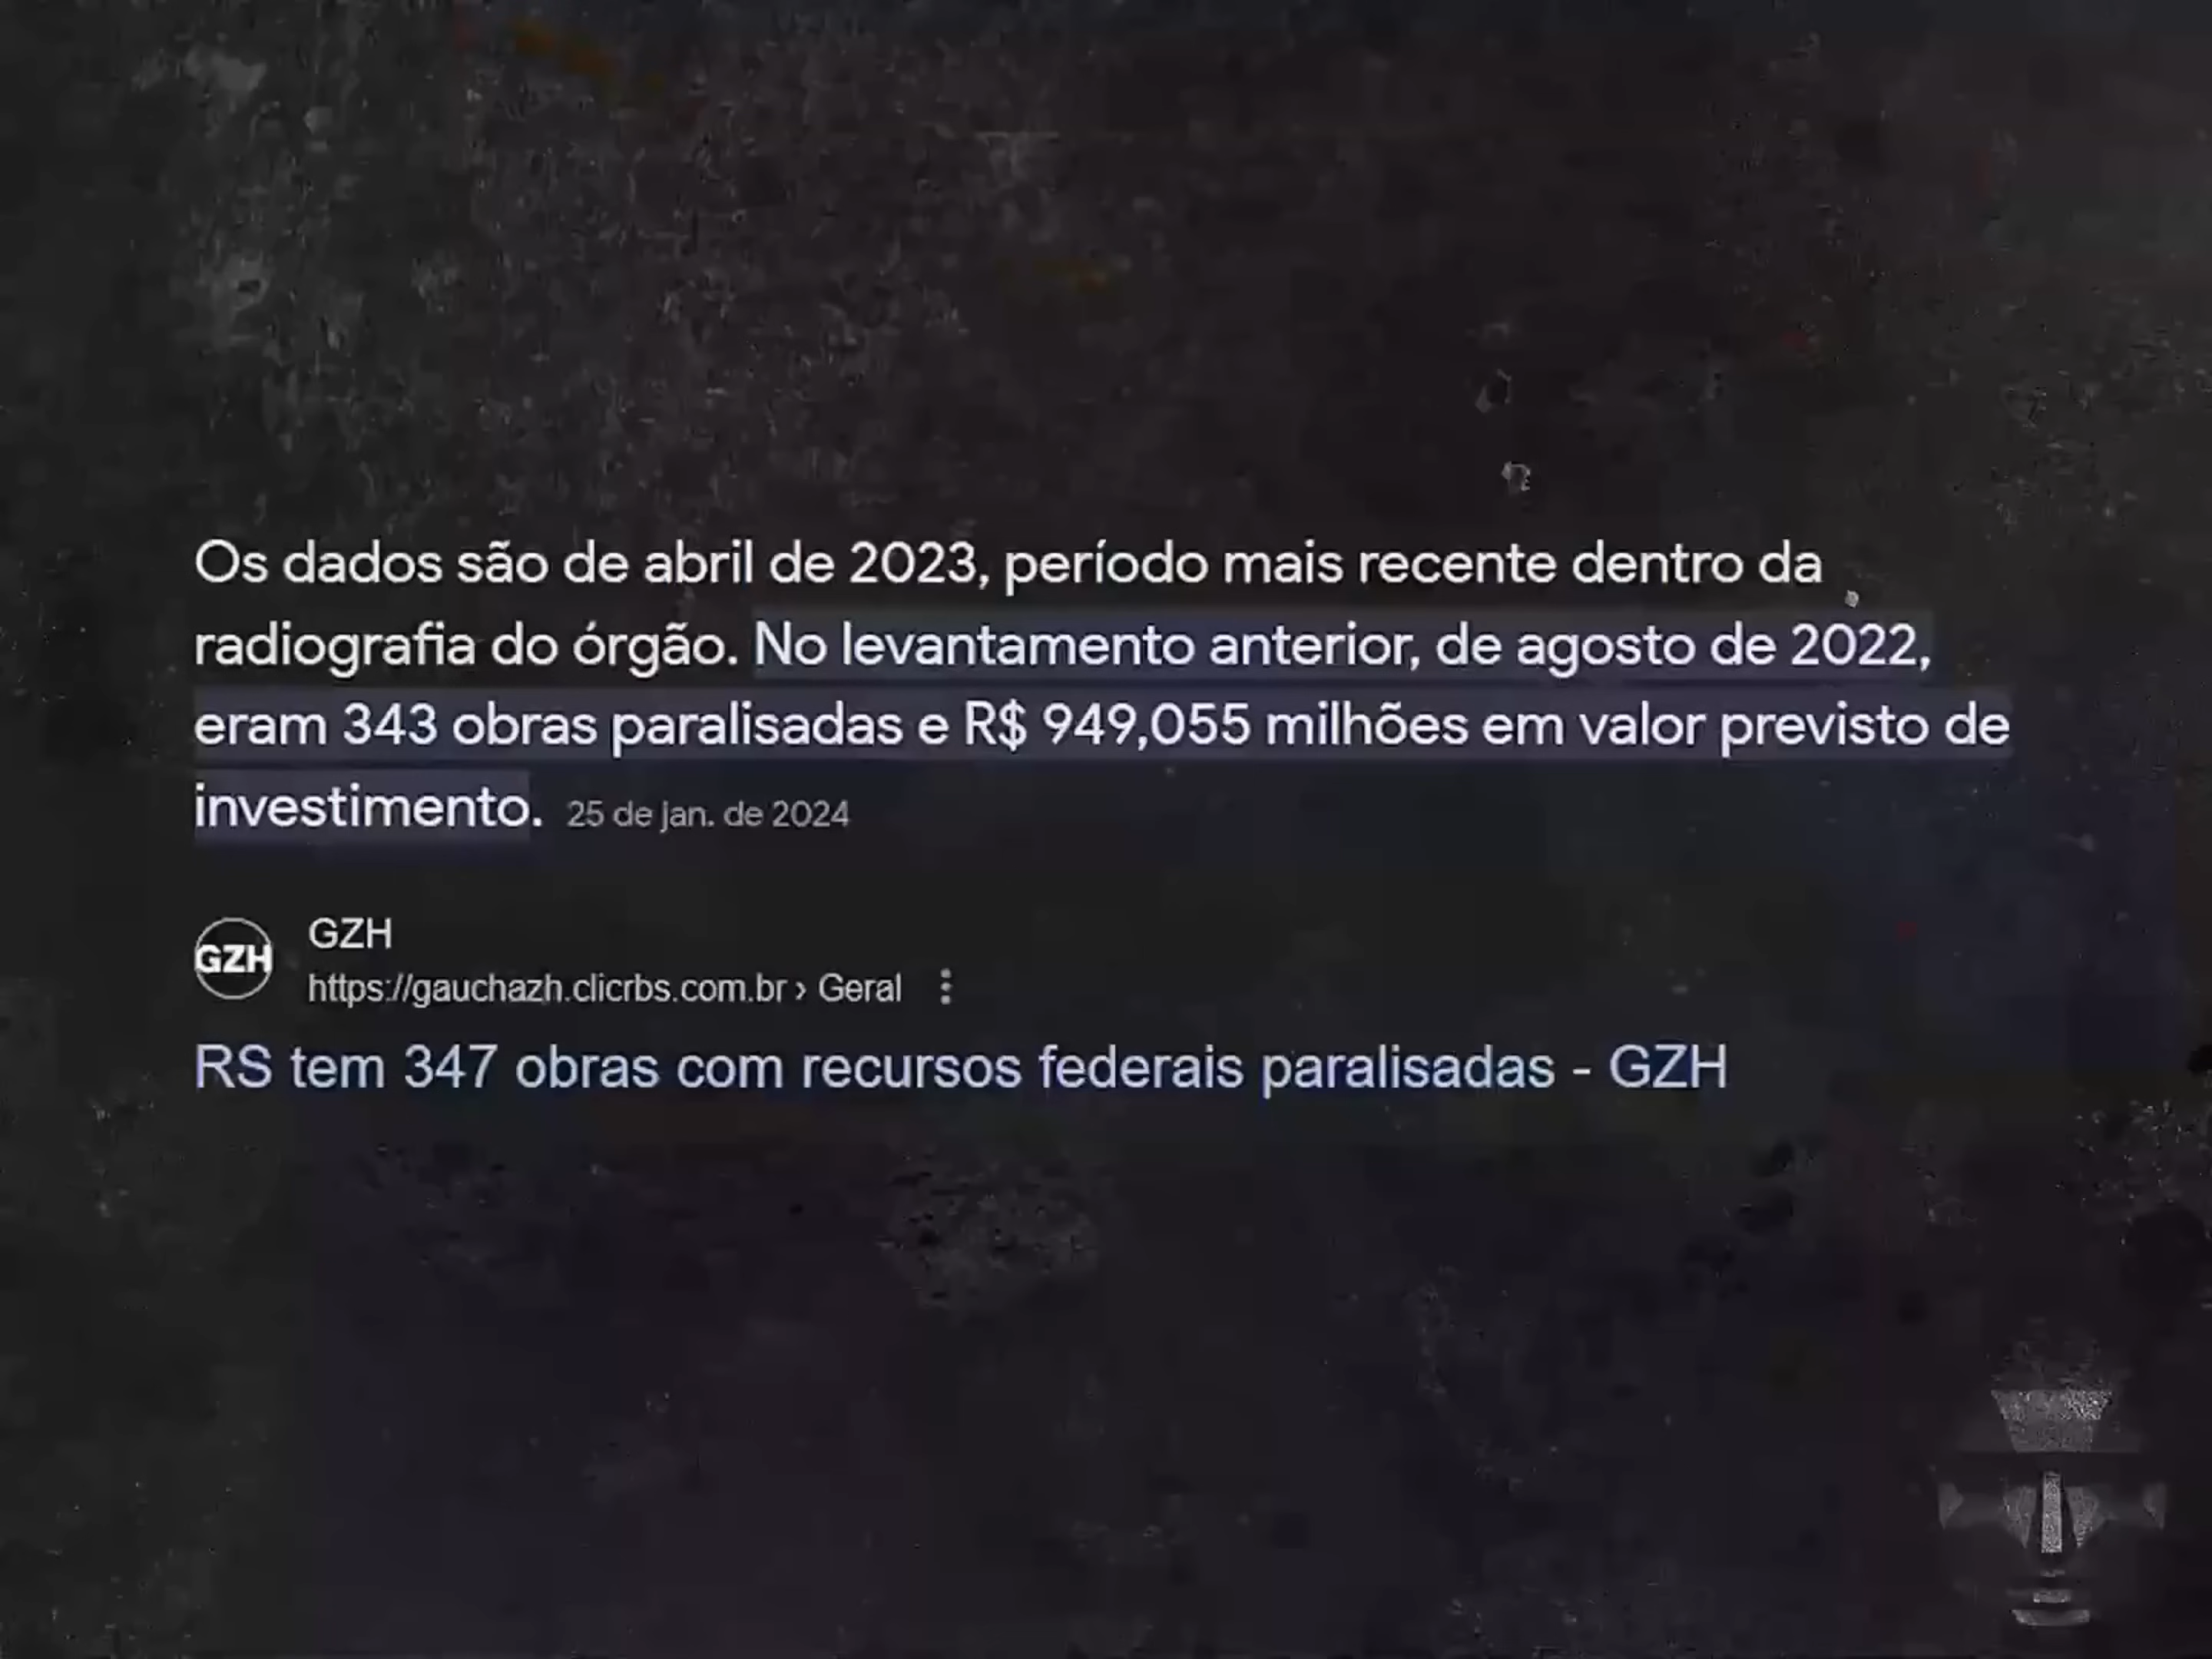 Os dados são de abril de 2023, período mais recente dentro da
radiografia do órgão. No levantamento anterior, de agosto de 2022,
eram 343 obras paralisadas e R$ 949,055 milhões em valor previsto de
investimento. 25 de jan. de 2024
GZH
GZH
https://gauchazh.clicrbs.com.br › Geral
RS tem 347 obras com recursos federais paralisadas - GZH